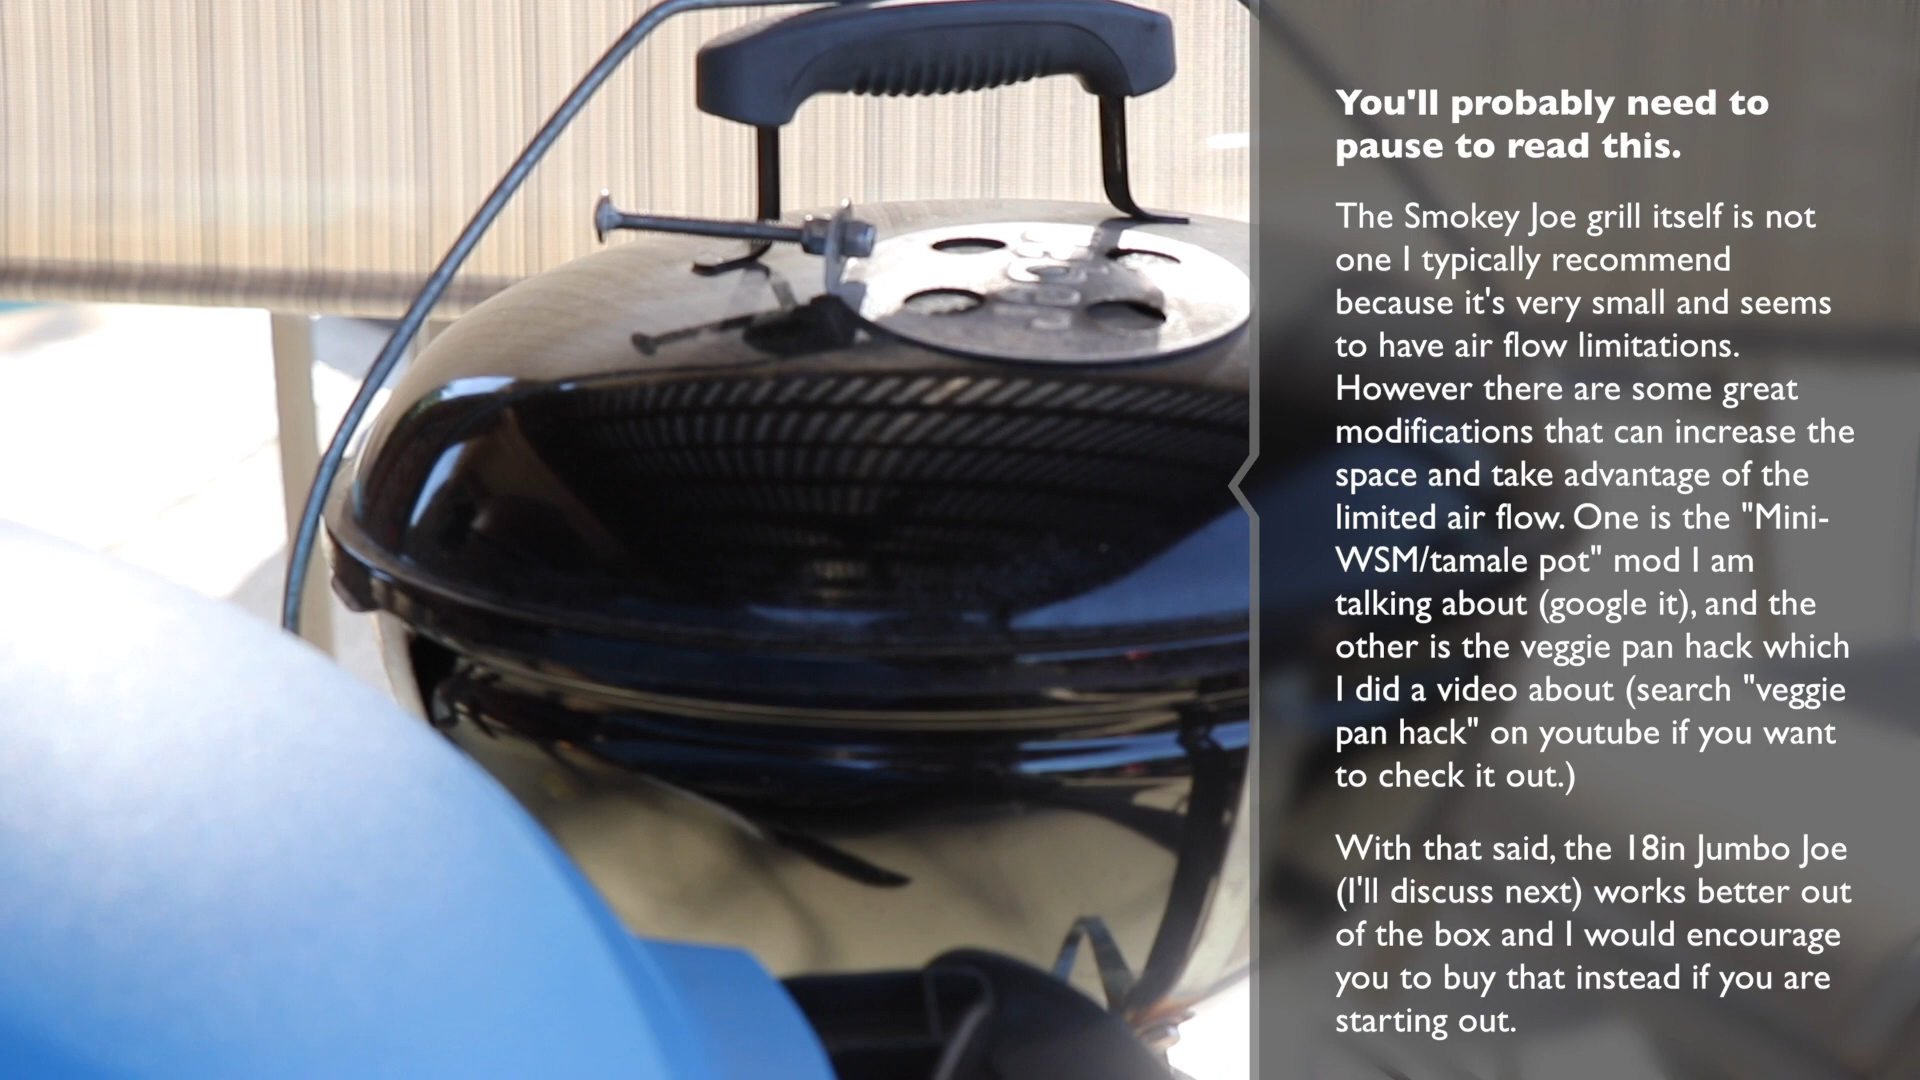 You'll probably need to
pause to read this.
The Smokey Joe grill itself is not
one I typically recommend
because it's very small and seems
to have air flow limitations.
However there are some great
modifications that can increase the
space and take advantage of the
limited air flow. One is the "Mini-
WSM/tamale pot" mod I am
talking about (google it), and the
other is the veggie pan hack which
I did a video about (search "veggie
pan hack" on youtube if you want
to check it out.)
With that said, the 18in Jumbo Joe
(I'll discuss next) works better out
of the box and I would encourage
you to buy that instead if you are
starting out.